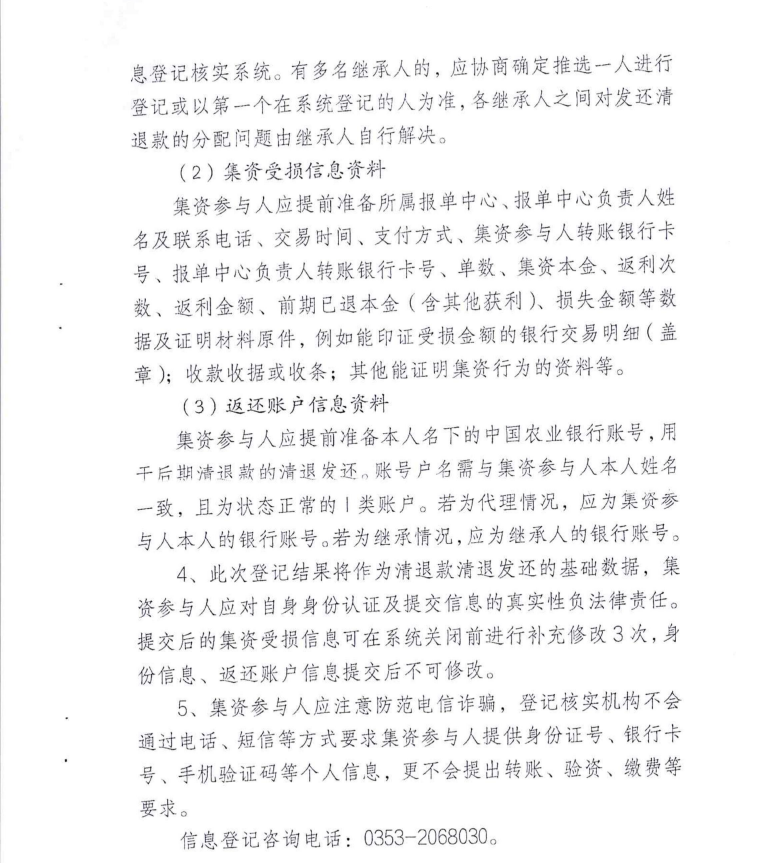 息登记核实系统。有多名继承人的，应协商确定推选一人进行
登记或以第一个在系统登记的人为准，各继承人之间对发还清
退款的分配问题由继承人自行解决。
（2）集资受损信息资料
集资参与人应提前准备所属报单中心、报单中心负责人姓
名及联系电话、交易时间、支付方式、集资参与人转账银行卡
号、报单中心负责人转账银行卡号、单数、集资本金、返利次
数、返利金额、前期已退本金（含其他获利）、损失金额等数
据及证明材料原件，例如能印证受损金额的银行交易明细（盖
章）；收款收据或收条；其他能证明集资行为的资料等。
（3）返还账户信息资料
集资参与人应提前准备本人名下的中国农业银行账号，用
于后期清退款的清退发还。账号户名需与集资参与人本人姓名
一致，且为状态正常的Ⅰ类账户。若为代理情况，应为集资参
与人本人的银行账号。若为继承情况，应为继承人的银行账号。
4、此次登记结果将作为清退款清退发还的基础数据，集
资参与人应对自身身份认证及提交信息的真实性负法律责任。
提交后的集资受损信息可在系统关闭前进行补充修改3次，身
份信息、返还账户信息提交后不可修改。
5、集资参与人应注意防范电信诈骗，登记核实机构不会
通过电话、短信等方式要求集资参与人提供身份证号、银行卡
号、手机验证码等个人信息，更不会提出转账、验资、缴费等
要求。
信息登记咨询电话：0353-2068030。